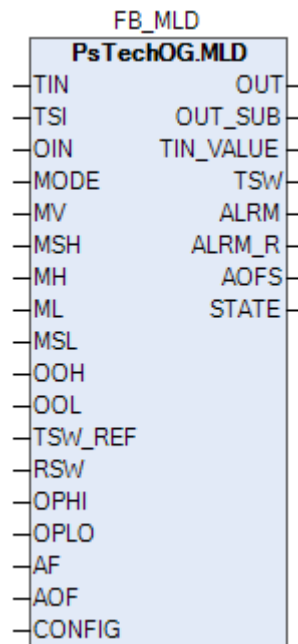 FB_MLD
PsTechOG.MLD
TIN OUT
TSI OUT_SUB
OIN TIN_VALUE
MODE TSW
MV ALRM
MSH ALRM_R
MH AOFS
ML STATE
MSL
OOH
OOL
TSW_REF
RSW
OPHI
OPLO
AF
AOF
CONFIG